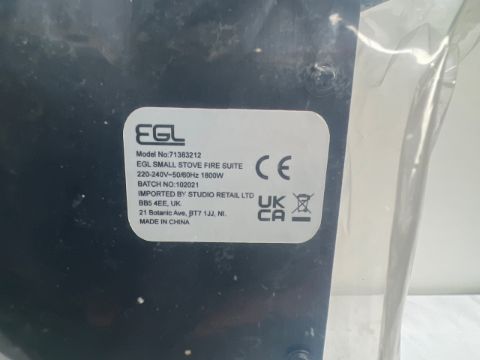 EGL
Model No:71363212
EGL SMALL STOVE FIRE SUITE
220-240V~50/60Hz 1800W
BATCH NO:102021
IMPORTED BY STUDIO RETAIL LTD
BB5 4EE, UK.
21 Botanic Ave, BT7 1JJ, NI.
MADE IN CHINA
CE
UK
CA